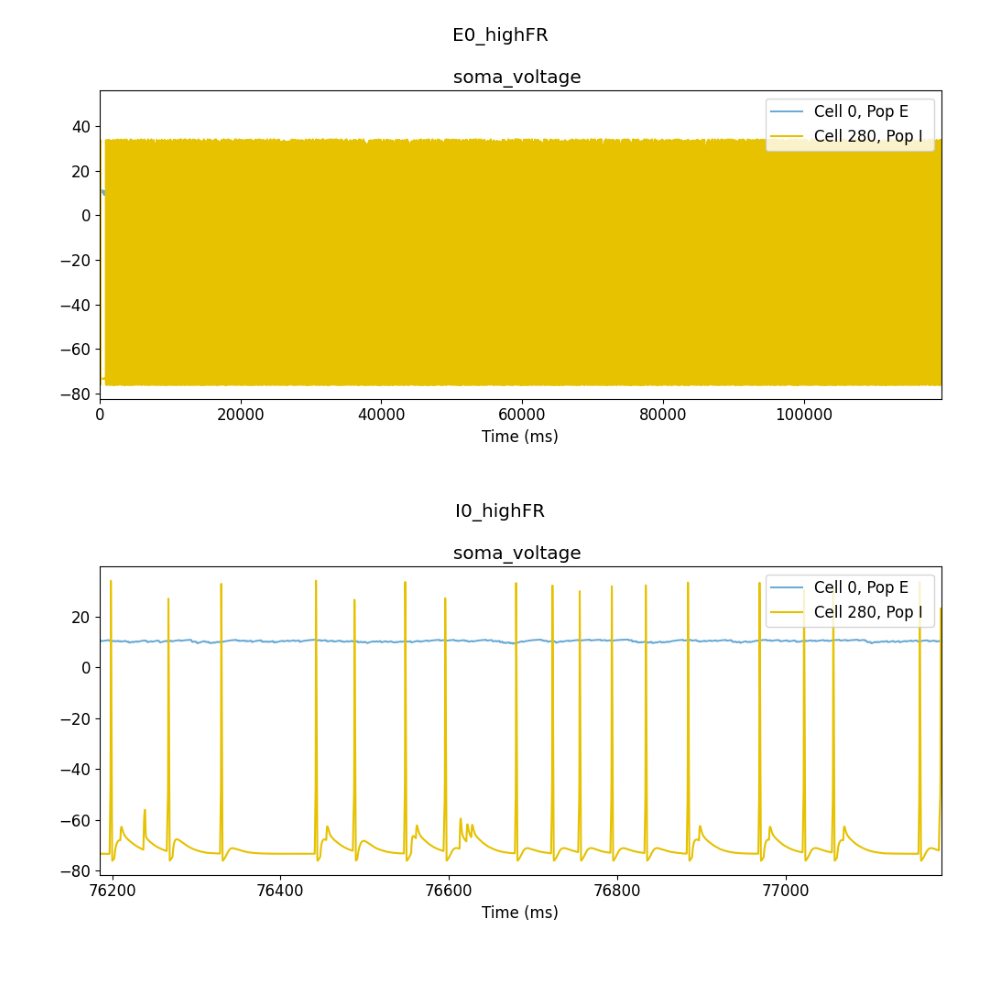 E0_highFR
soma_voltage
Cell 0, Pop E
Cell 280, Pop I
40
20
0
−20
−40
−60
−80
0 20000 40000 60000 80000 100000
Time (ms)
I0_highFR
soma_voltage
Cell 0, Pop E
Cell 280, Pop I
20
0
−20
−40
−60
−80
76200 76400 76600 76800 77000
Time (ms)